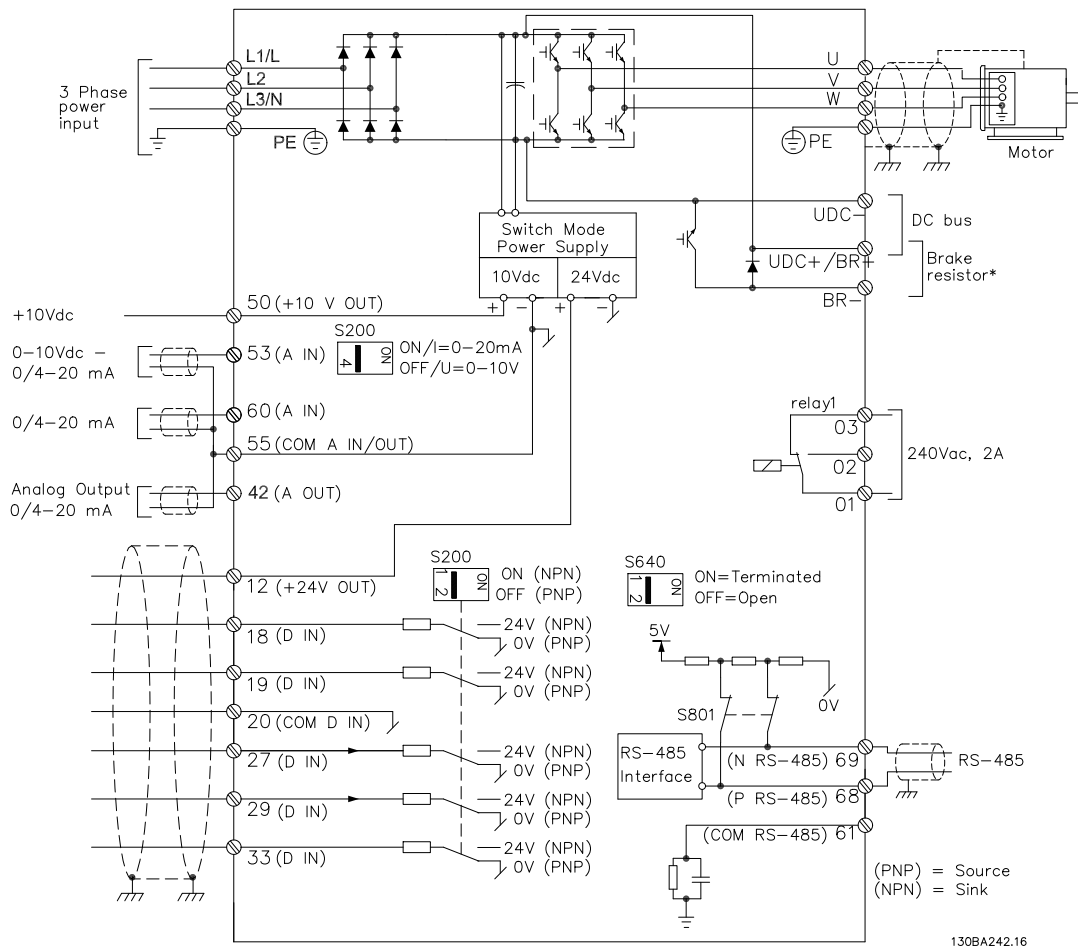 L1/L
L2
L3/N
3 Phase
power
input
PE
U
V
W
PE
Motor
UDC-
DC bus
UDC+/BR+
Brake
resistor*
BR-
Switch Mode
Power Supply
10Vdc
24Vdc
+ - + -
+10Vdc
50 (+10 V OUT)
0-10Vdc -
0/4-20 mA
53 (A IN)
S200
ON
4
ON/I=0-20mA
OFF/U=0-10V
0/4-20 mA
60 (A IN)
55 (COM A IN/OUT)
Analog Output
0/4-20 mA
42 (A OUT)
relay1
03
02
01
240Vac, 2A
12 (+24V OUT)
S200
ON
1 2
ON (NPN)
OFF (PNP)
S640
ON
1 2
ON=Terminated
OFF=Open
18 (D IN)
24V (NPN)
0V (PNP)
19 (D IN)
24V (NPN)
0V (PNP)
20 (COM D IN)
27 (D IN)
24V (NPN)
0V (PNP)
29 (D IN)
24V (NPN)
0V (PNP)
33 (D IN)
24V (NPN)
0V (PNP)
5V
0V
S801
RS-485
Interface
(N RS-485) 69
(P RS-485) 68
RS-485
(COM RS-485) 61
(PNP) = Source
(NPN) = Sink
130BA242.16